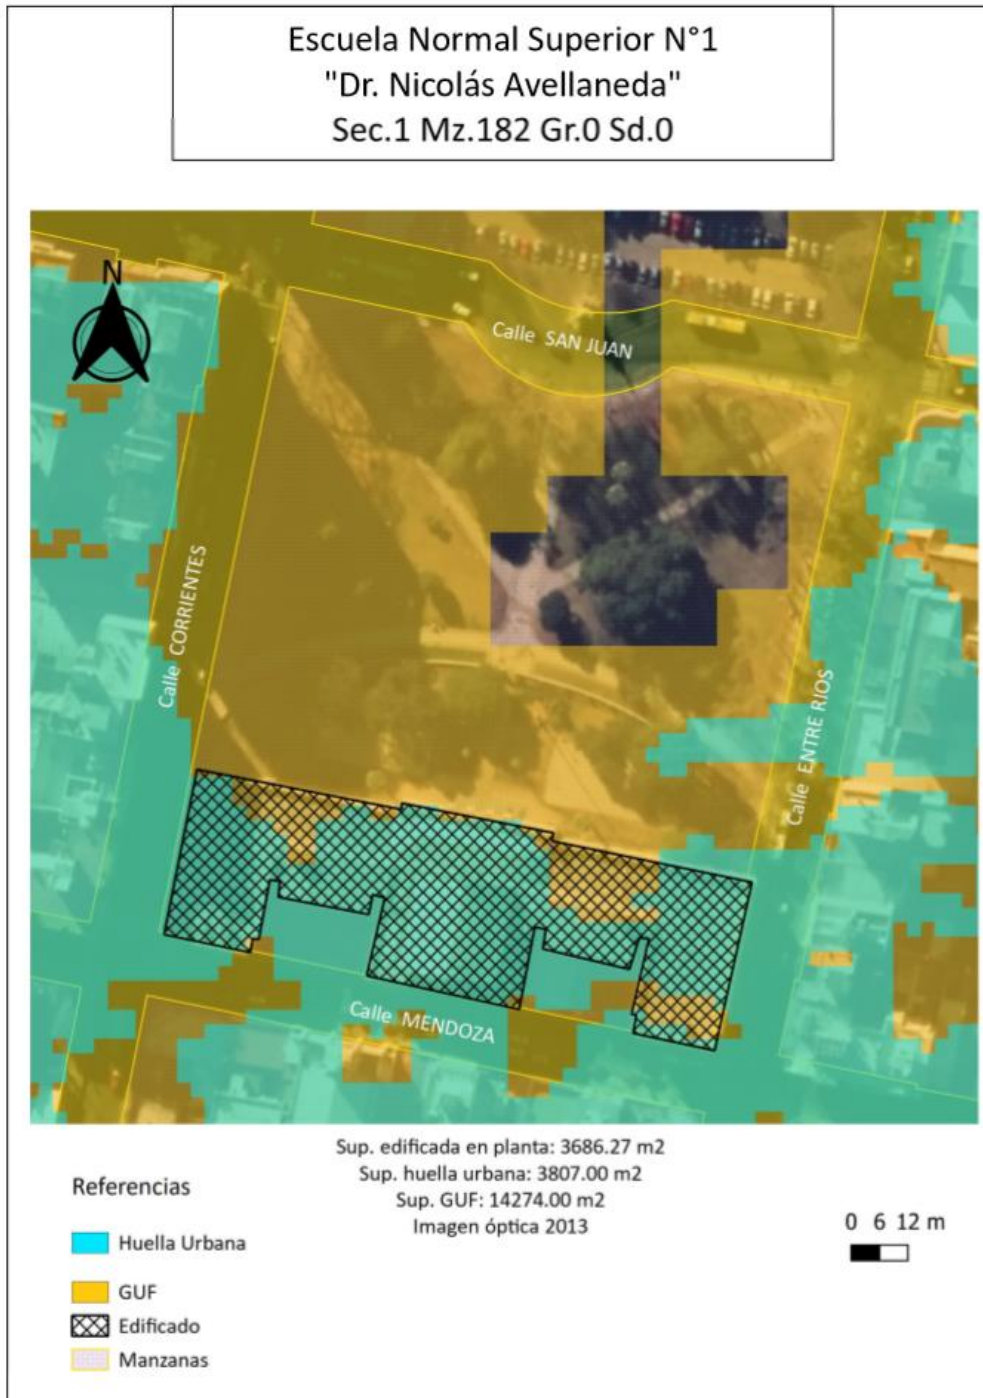 Escuela Normal Superior N°1
"Dr. Nicolás Avellaneda"
Sec.1 Mz.182 Gr.0 Sd.0
N
Calle SAN JUAN
Calle CORRIENTES
Calle ENTRE RIOS
Calle MENDOZA
Sup. edificada en planta: 3686.27 m2
Sup. huella urbana: 3807.00 m2
Sup. GUF: 14274.00 m2
Imagen óptica 2013
Referencias
Huella Urbana
GUF
Edificado
Manzanas
0 6 12 m